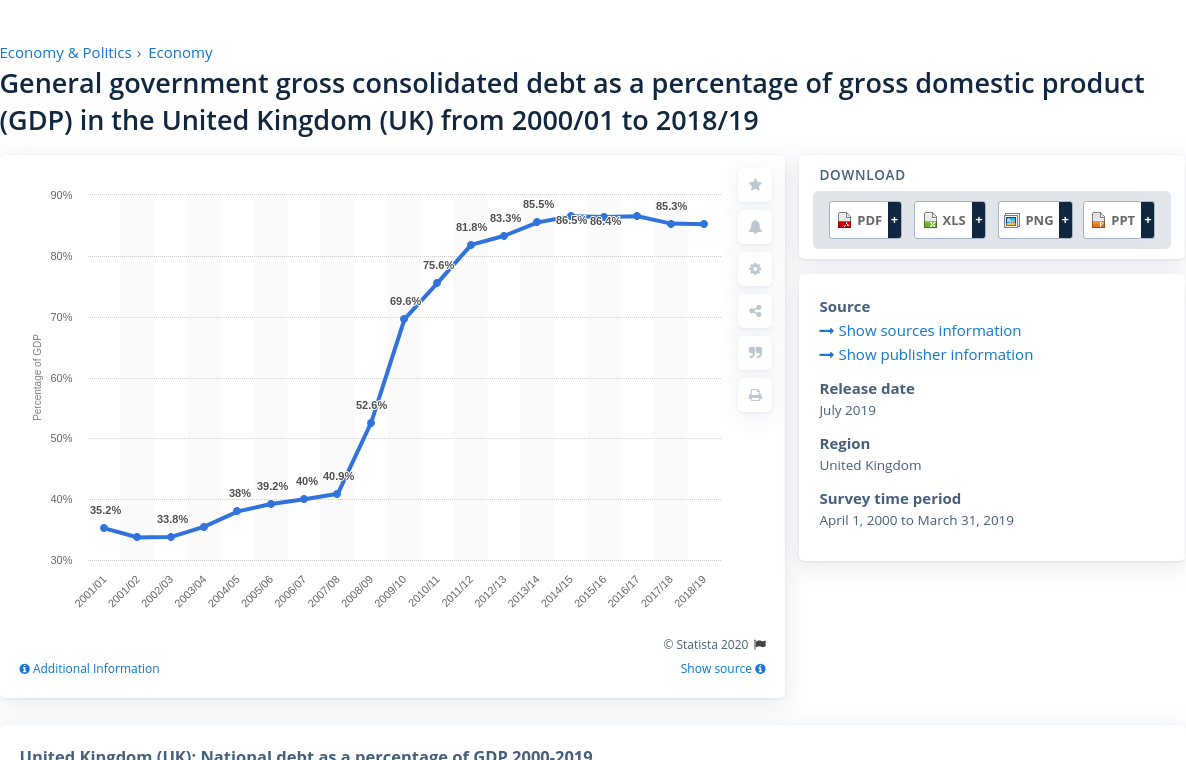 Economy & Politics › Economy
General government gross consolidated debt as a percentage of gross domestic product
(GDP) in the United Kingdom (UK) from 2000/01 to 2018/19
DOWNLOAD
PDF +
XLS +
PNG +
PPT +
Percentage of GDP
90%
80%
70%
60%
50%
40%
30%
35.2%
33.8%
38%
39.2%
40%
40.9%
52.6%
69.6%
75.6%
81.8%
83.3%
85.5%
86.5%
86.4%
85.3%
2001/01
2001/02
2002/03
2003/04
2004/05
2005/06
2006/07
2007/08
2008/09
2009/10
2010/11
2011/12
2012/13
2013/14
2014/15
2015/16
2016/17
2017/18
2018/19
© Statista 2020
Additional Information
Show source
Source
Show sources information
Show publisher information
Release date
July 2019
Region
United Kingdom
Survey time period
April 1, 2000 to March 31, 2019
United Kingdom (UK): National debt as a percentage of GDP 2000-2019